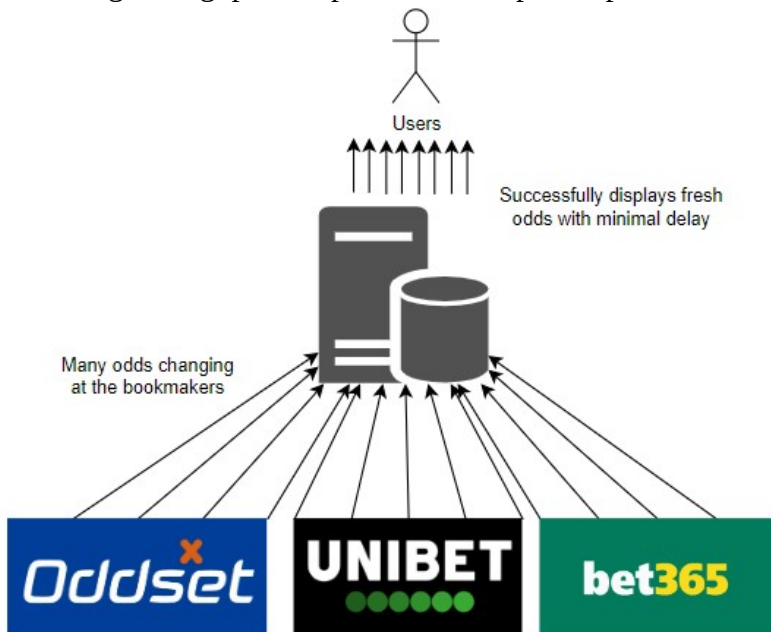 Users
Successfully displays fresh
odds with minimal delay
Many odds changing
at the bookmakers
Oddset
UNIBET
bet365